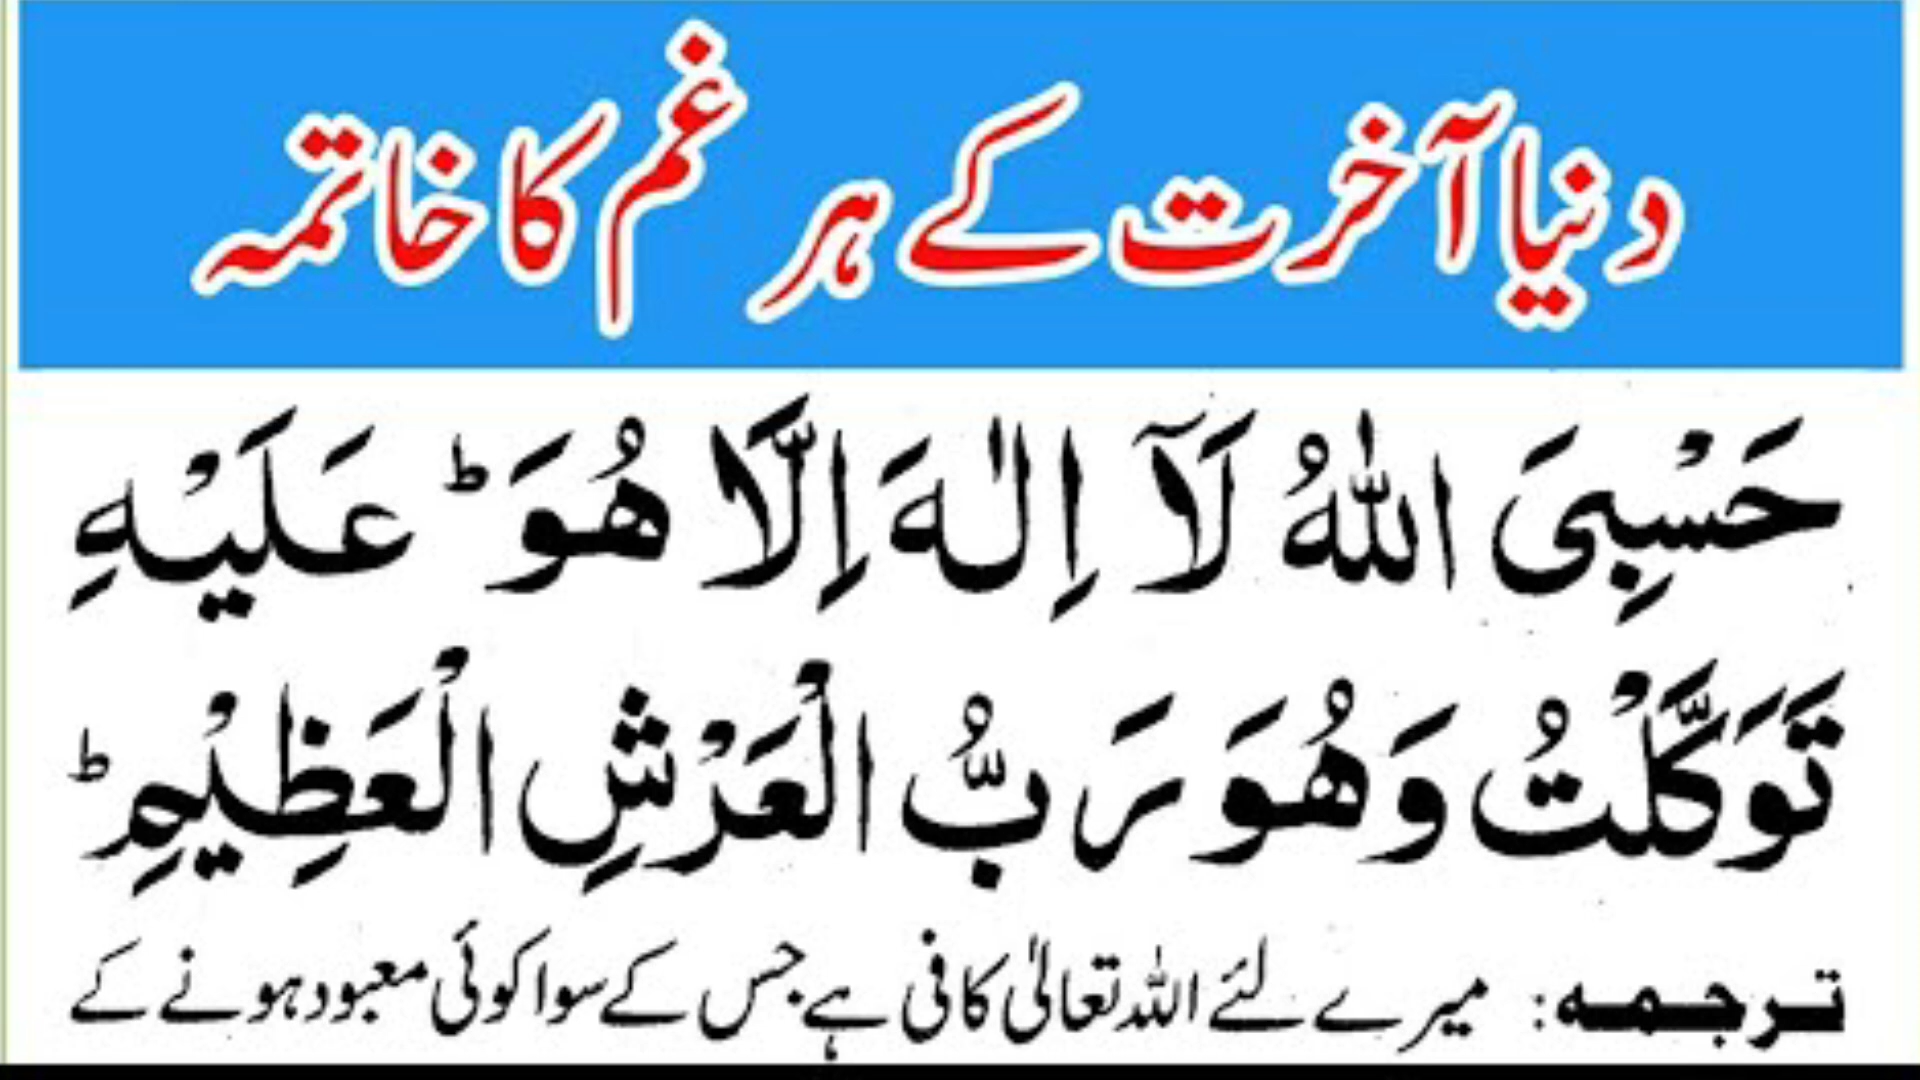 دنیا آخرت کے ہر غم کا خاتمہ
حَسْبِیَ اللّٰهُ لَآ اِلٰهَ اِلَّا هُوَ ؕ عَلَیْهِ
تَوَكَّلْتُ وَهُوَ رَبُّ الْعَرْشِ الْعَظِیْمِ ؕ
ترجمہ: میرے لئے اللہ تعالیٰ کافی ہے جس کے سوا کوئی معبود ہونے کے